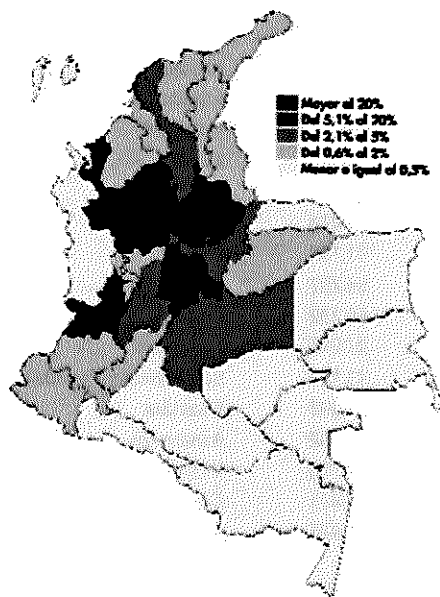 Mayor al 20%
Del 5,1% al 20%
Del 2,1% al 5%
Del 0,6% al 2%
Menor o igual al 0,5%